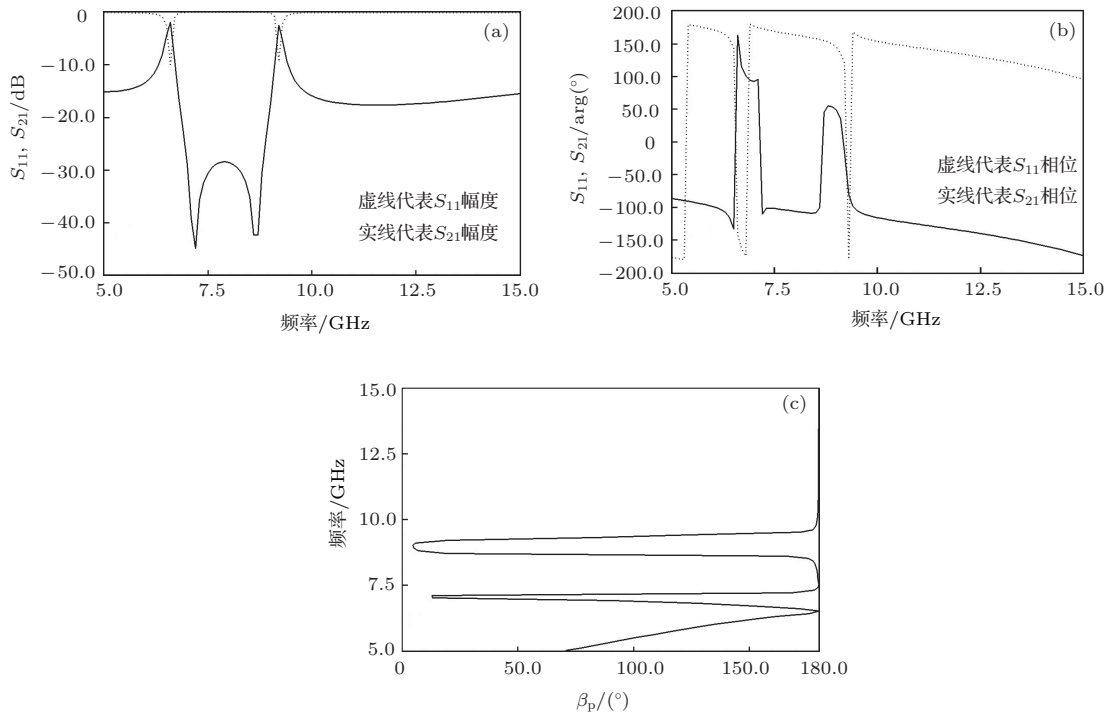 (a)
S₁₁, S₂₁/dB
0
−10.0
−20.0
−30.0
−40.0
−50.0
虚线代表S₁₁幅度
实线代表S₂₁幅度
5.0 7.5 10.0 12.5 15.0
频率/GHz
(b)
S₁₁, S₂₁/arg(°)
200.0
150.0
100.0
50.0
0
−50.0
−100.0
−150.0
−200.0
虚线代表S₁₁相位
实线代表S₂₁相位
5.0 7.5 10.0 12.5 15.0
频率/GHz
(c)
频率/GHz
15.0
12.5
10.0
7.5
5.0
0 50.0 100.0 150.0 180.0
βₚ/(°)